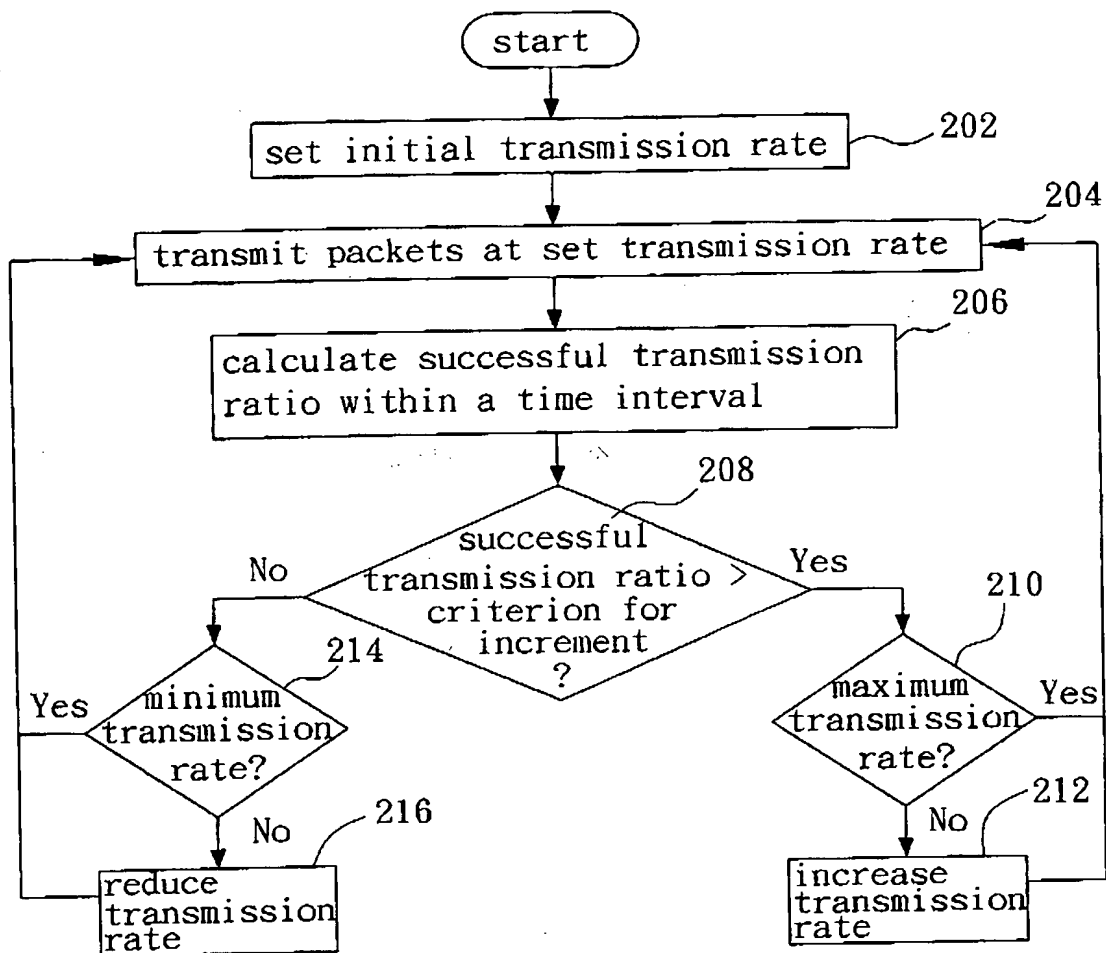 start
set initial transmission rate
202
204
transmit packets at set transmission rate
206
calculate successful transmission
ratio within a time interval
208
successful
transmission ratio >
criterion for
increment
?
No
Yes
214
minimum
transmission
rate?
Yes
No
210
maximum
transmission
rate?
Yes
No
216
reduce
transmission
rate
212
increase
transmission
rate